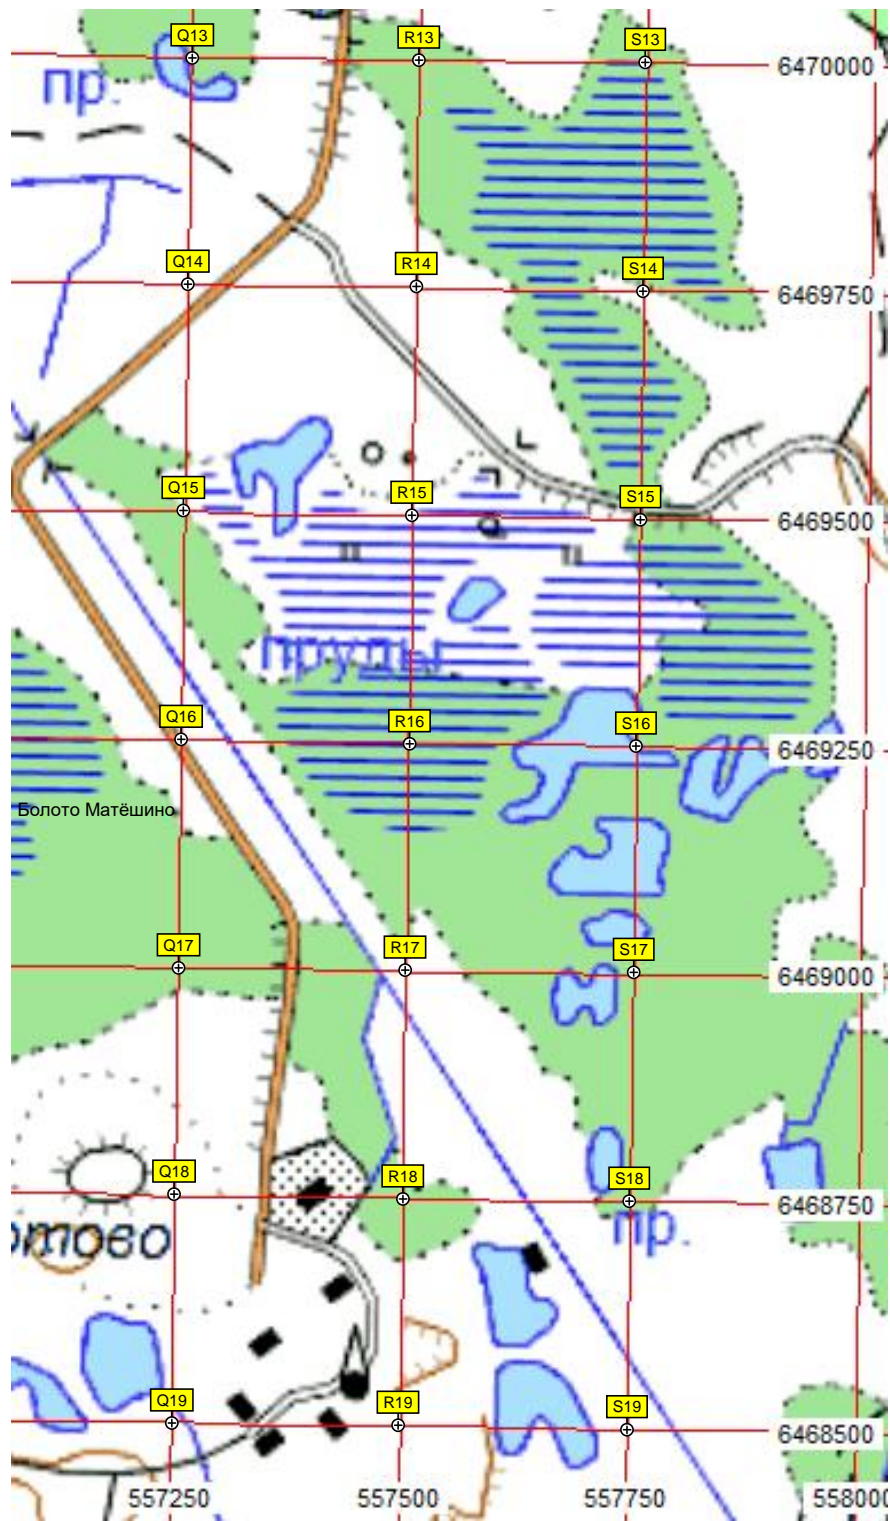 Q13
R13
S13
6470000
пр.
Q14
R14
S14
6469750
Q15
R15
S15
6469500
пруды
Q16
R16
S16
6469250
Болото Матёшино
Q17
R17
S17
6469000
Q18
R18
S18
6468750
отово
пр.
Q19
R19
S19
6468500
557250
557500
557750
558000